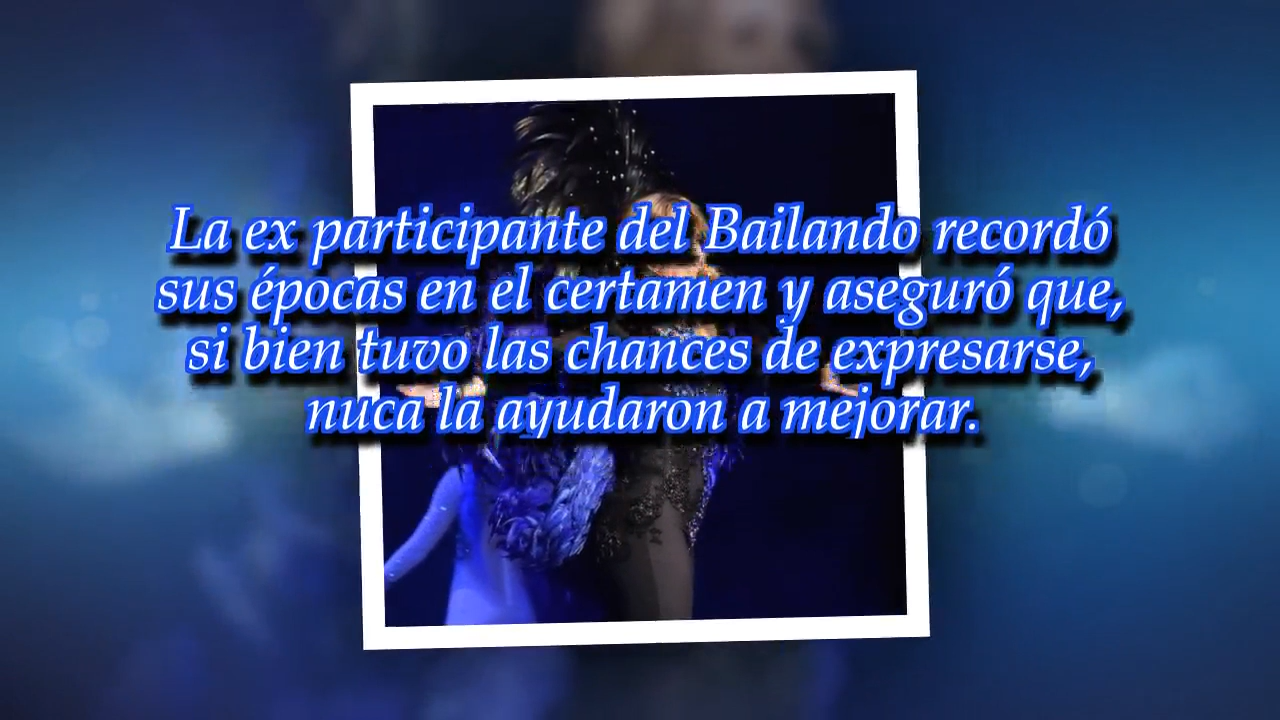 La ex participante del Bailando recordó
sus épocas en el certamen y aseguró que,
si bien tuvo las chances de expresarse,
nuca la ayudaron a mejorar.